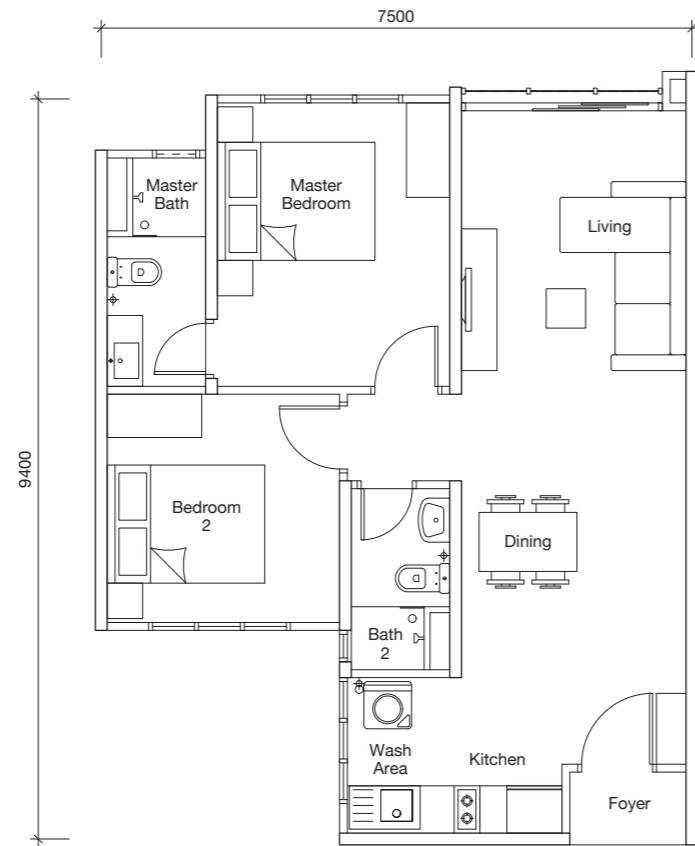 7500
9400
Master
Bath
Master
Bedroom
Living
Bedroom
2
Dining
Bath
2
Wash
Area
Kitchen
Foyer